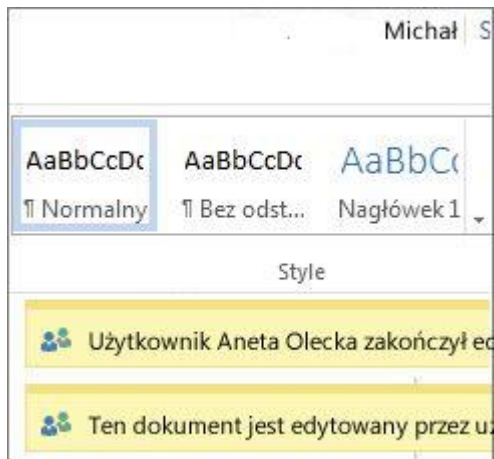 Michał S
AaBbCcDc AaBbCcDc AaBbC
¶ Normalny ¶ Bez odst... Nagłówek 1
Style
Użytkownik Aneta Olecka zakończył ed
Ten dokument jest edytowany przez uż